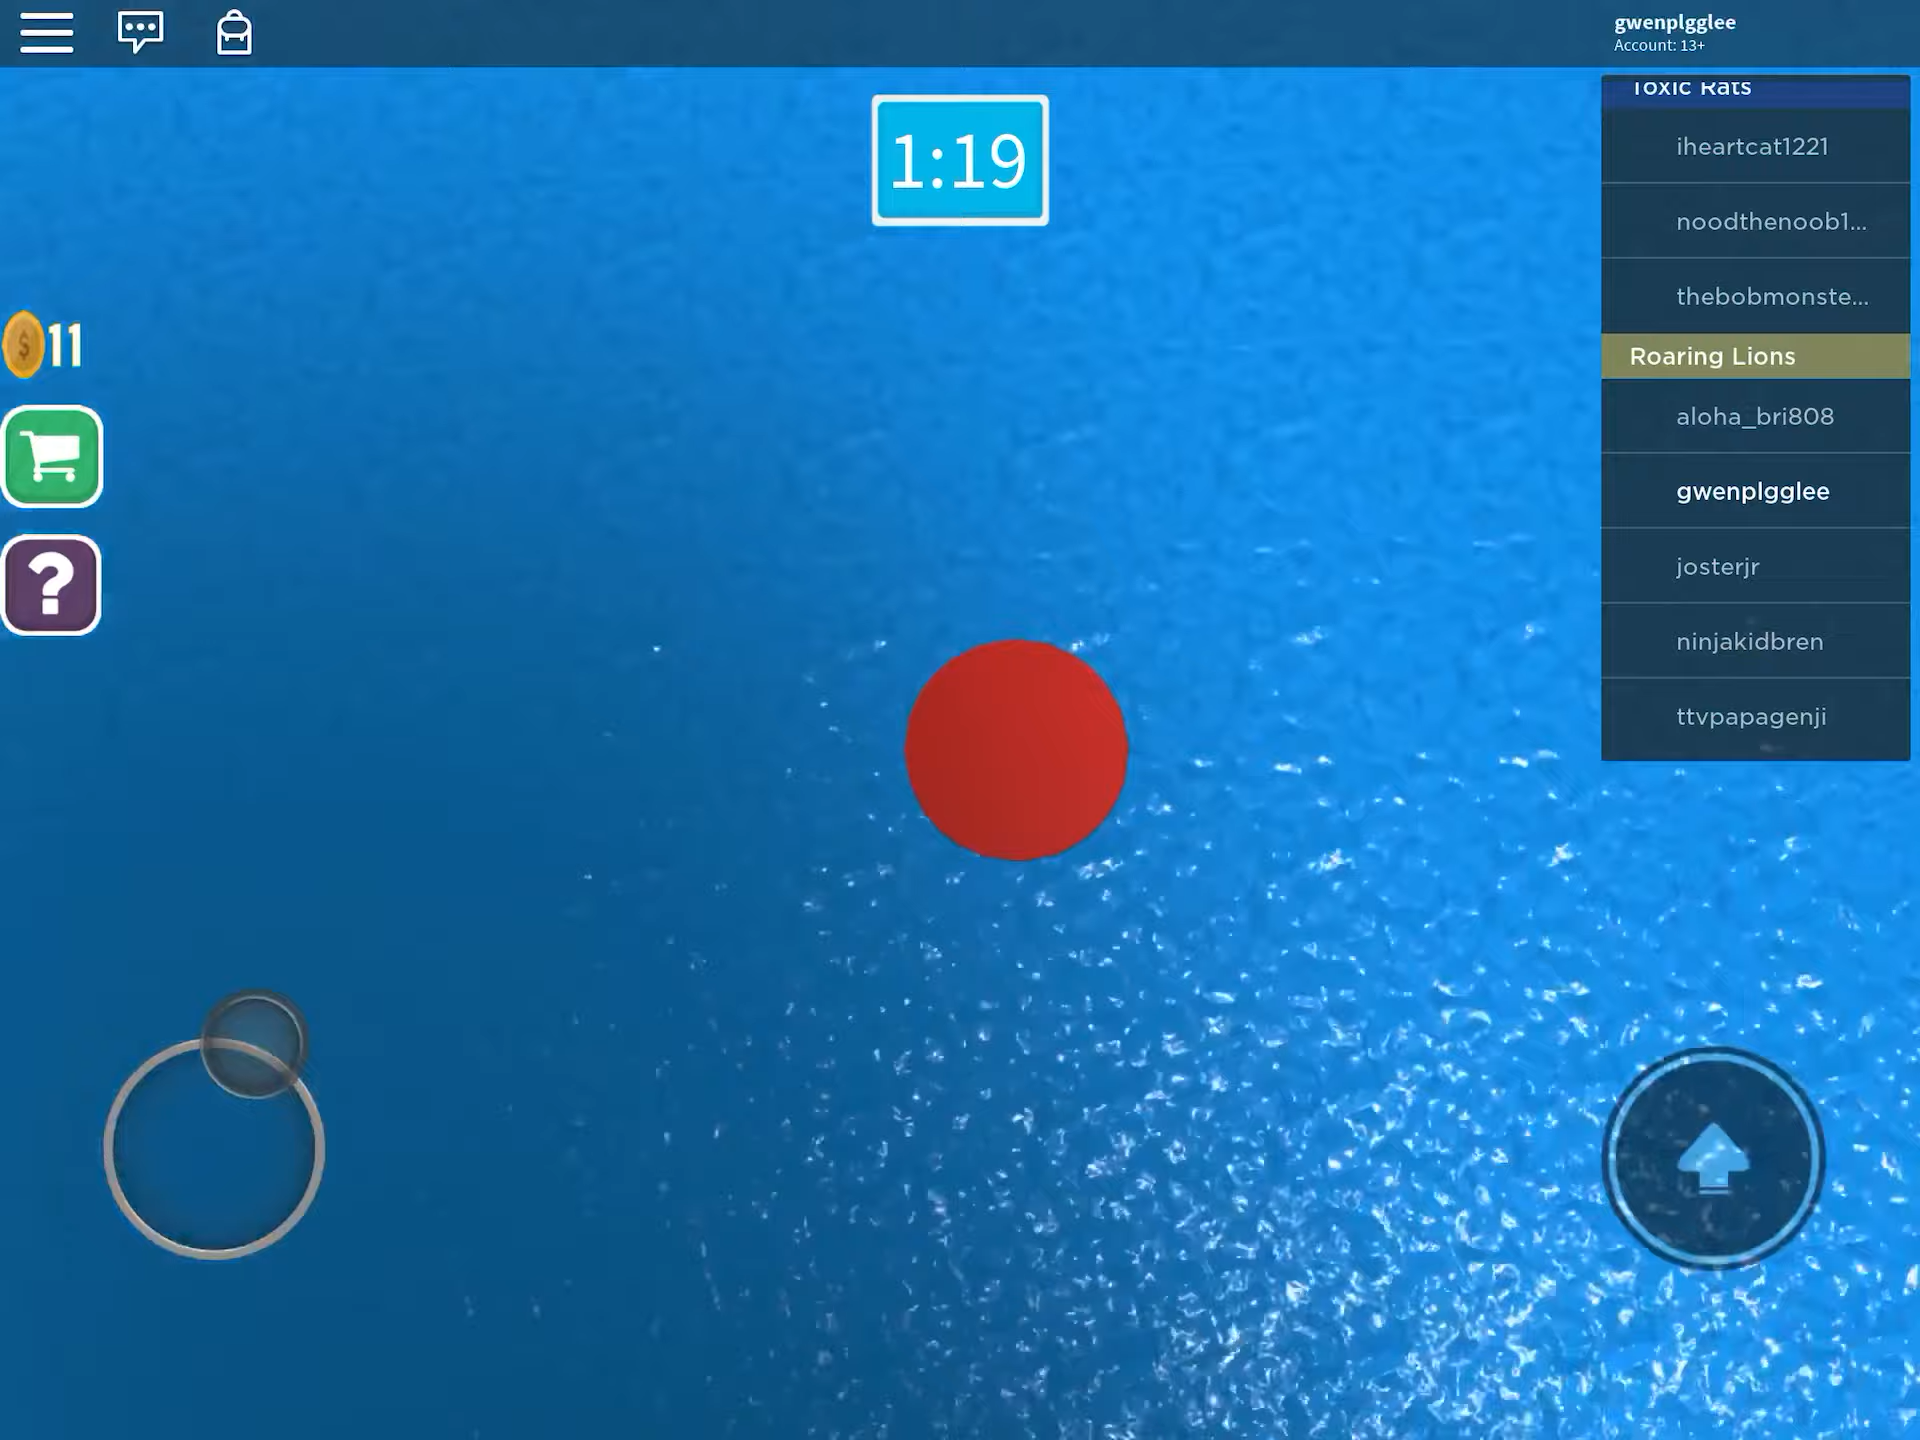 gwenplgglee
Account: 13+
Toxic Rats
1:19
iheartcat1221
noodthenoob1...
thebobmonste...
11
Roaring Lions
aloha_bri808
gwenplgglee
josterjr
?
ninjakidbren
ttvpapagenji